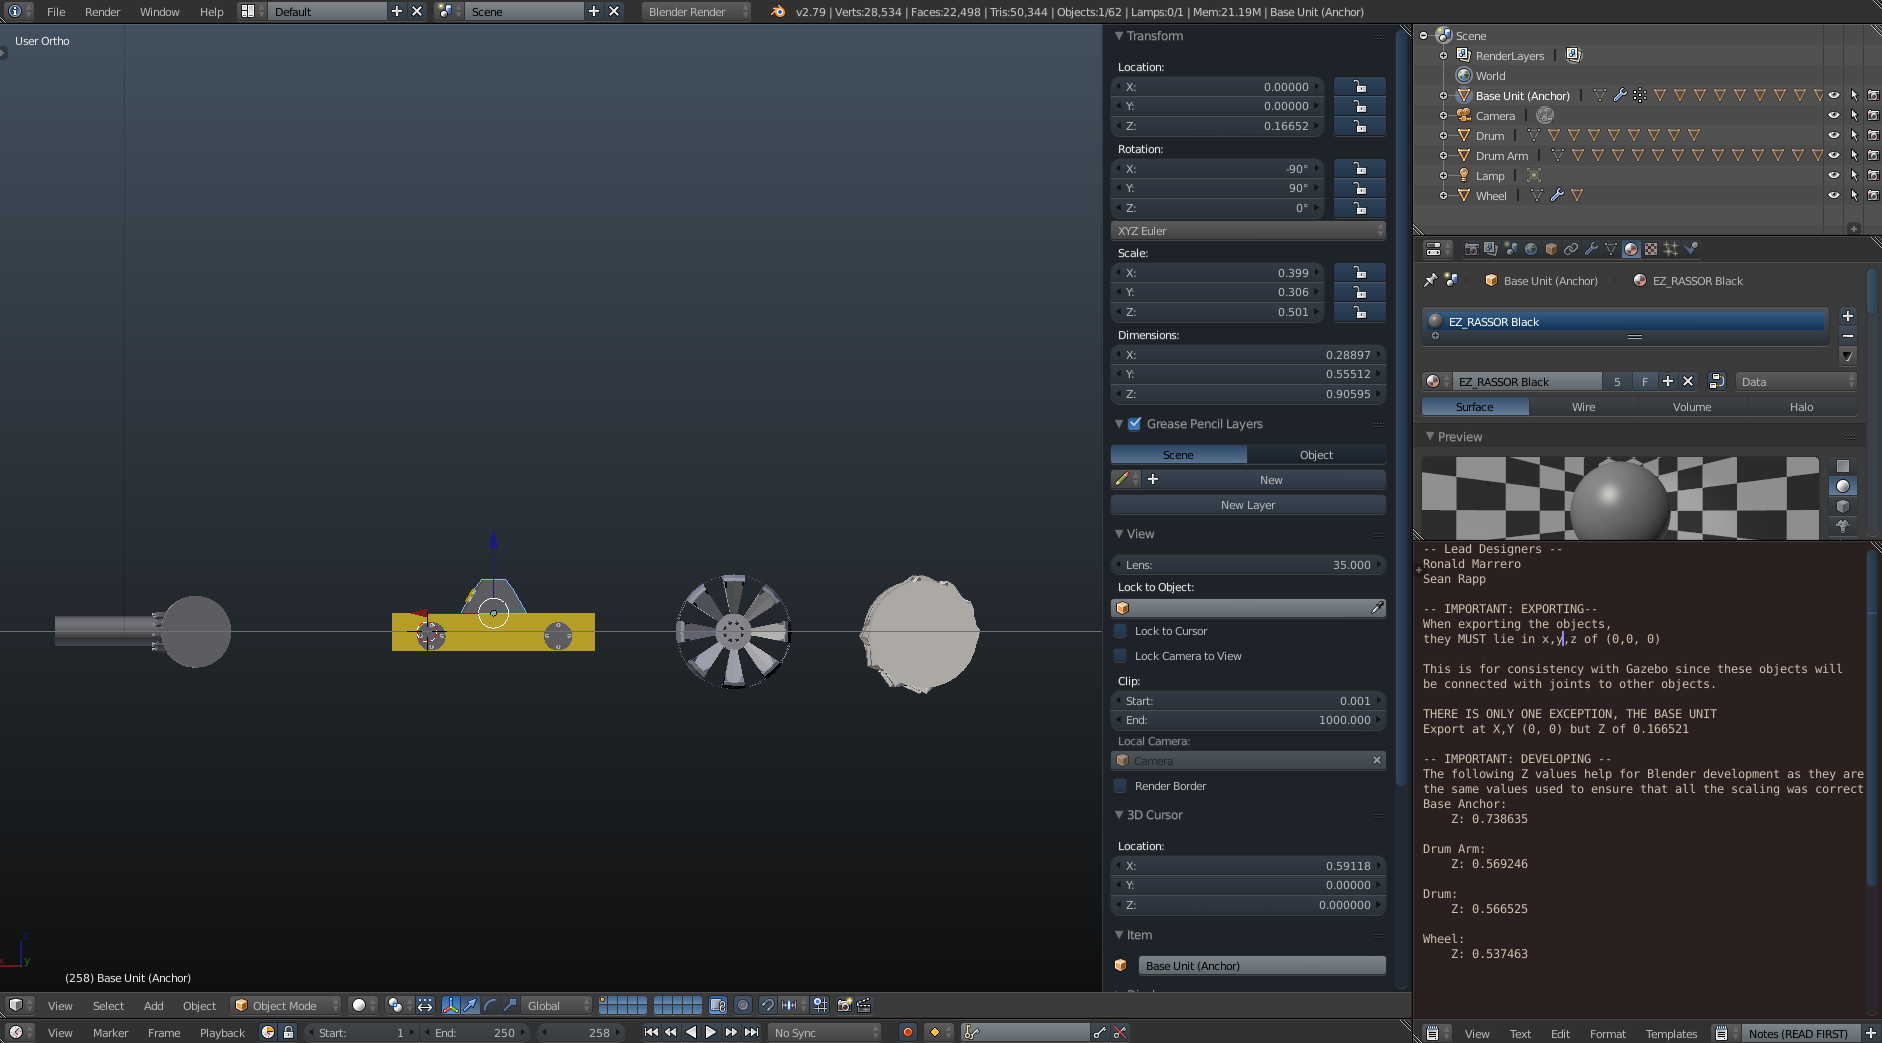 File Render Window Help Default Scene Blender Render v2.79 | Verts:28,534 | Faces:22,498 | Tris:50,344 | Objects:1/62 | Lamps:0/1 | Mem:21.19M | Base Unit (Anchor)
User Ortho
(258) Base Unit (Anchor)
Transform
Location:
X: 0.00000
Y: 0.00000
Z: 0.16652
Rotation:
X: -90°
Y: 90°
Z: 0°
XYZ Euler
Scale:
X: 0.399
Y: 0.306
Z: 0.501
Dimensions:
X: 0.28897
Y: 0.55512
Z: 0.90595
Grease Pencil Layers
Scene Object
New
New Layer
View
Lens: 35.000
Lock to Object:
Lock to Cursor
Lock Camera to View
Clip:
Start: 0.001
End: 1000.000
Local Camera:
Camera
Render Border
3D Cursor
Location:
X: 0.59118
Y: 0.00000
Z: 0.000000
Item
Base Unit (Anchor)
Scene
RenderLayers
World
Base Unit (Anchor)
Camera
Drum
Drum Arm
Lamp
Wheel
Base Unit (Anchor) EZ_RASSOR Black
EZ_RASSOR Black
EZ_RASSOR Black 5 F Data
Surface Wire Volume Halo
Preview
-- Lead Designers --
Ronald Marrero
Sean Rapp
-- IMPORTANT: EXPORTING--
When exporting the objects,
they MUST lie in x,y,z of (0,0, 0)
This is for consistency with Gazebo since these objects will
be connected with joints to other objects.
THERE IS ONLY ONE EXCEPTION, THE BASE UNIT
Export at X,Y (0, 0) but Z of 0.166521
-- IMPORTANT: DEVELOPING --
The following Z values help for Blender development as they are
the same values used to ensure that all the scaling was correct
Base Anchor:
Z: 0.738635
Drum Arm:
Z: 0.569246
Drum:
Z: 0.566525
Wheel:
Z: 0.537463
View Select Add Object Object Mode Global
View Marker Frame Playback Start: 1 End: 250 258 No Sync
View Text Edit Format Templates Notes (READ FIRST)